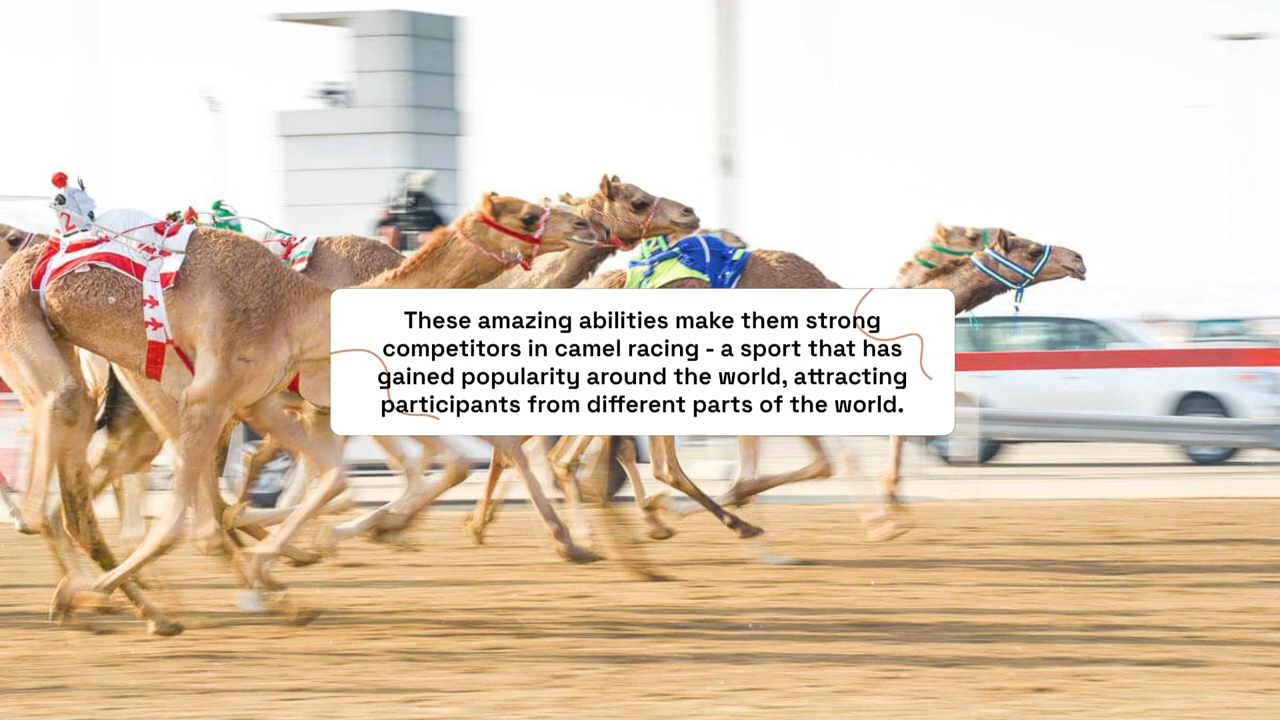 These amazing abilities make them strong
competitors in camel racing - a sport that has
gained popularity around the world, attracting
participants from different parts of the world.
2